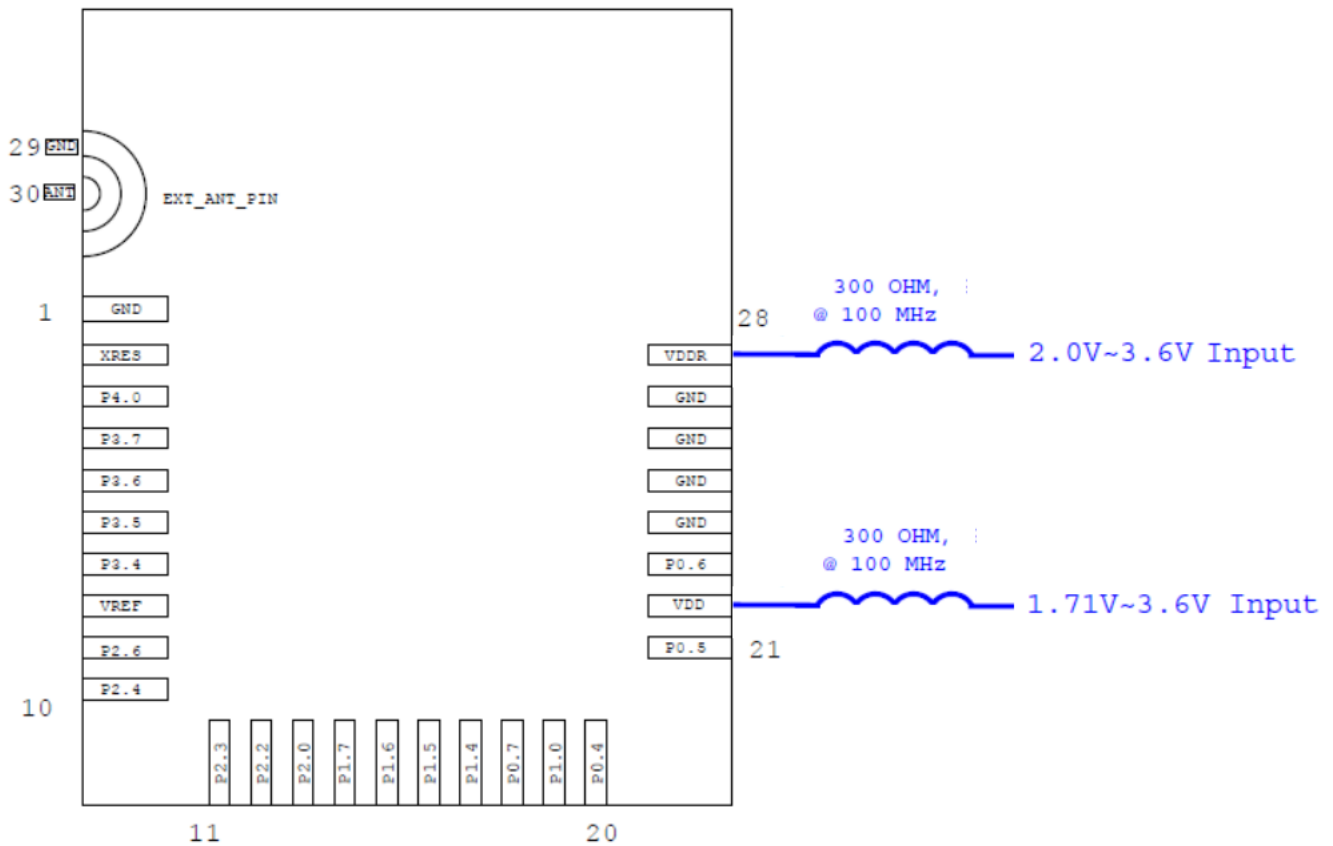 29 GND
30 ANT
EXT_ANT_PIN
1
GND
XRES
P4.0
P3.7
P3.6
P3.5
P3.4
VREF
P2.6
P2.4
10
P2.3
P2.2
P2.0
P1.7
P1.6
P1.5
P1.4
P0.7
P1.0
P0.4
11
20
28
VDDR
GND
GND
GND
GND
P0.6
VDD
P0.5
21
300 OHM,
@ 100 MHz
2.0V~3.6V Input
300 OHM,
@ 100 MHz
1.71V~3.6V Input